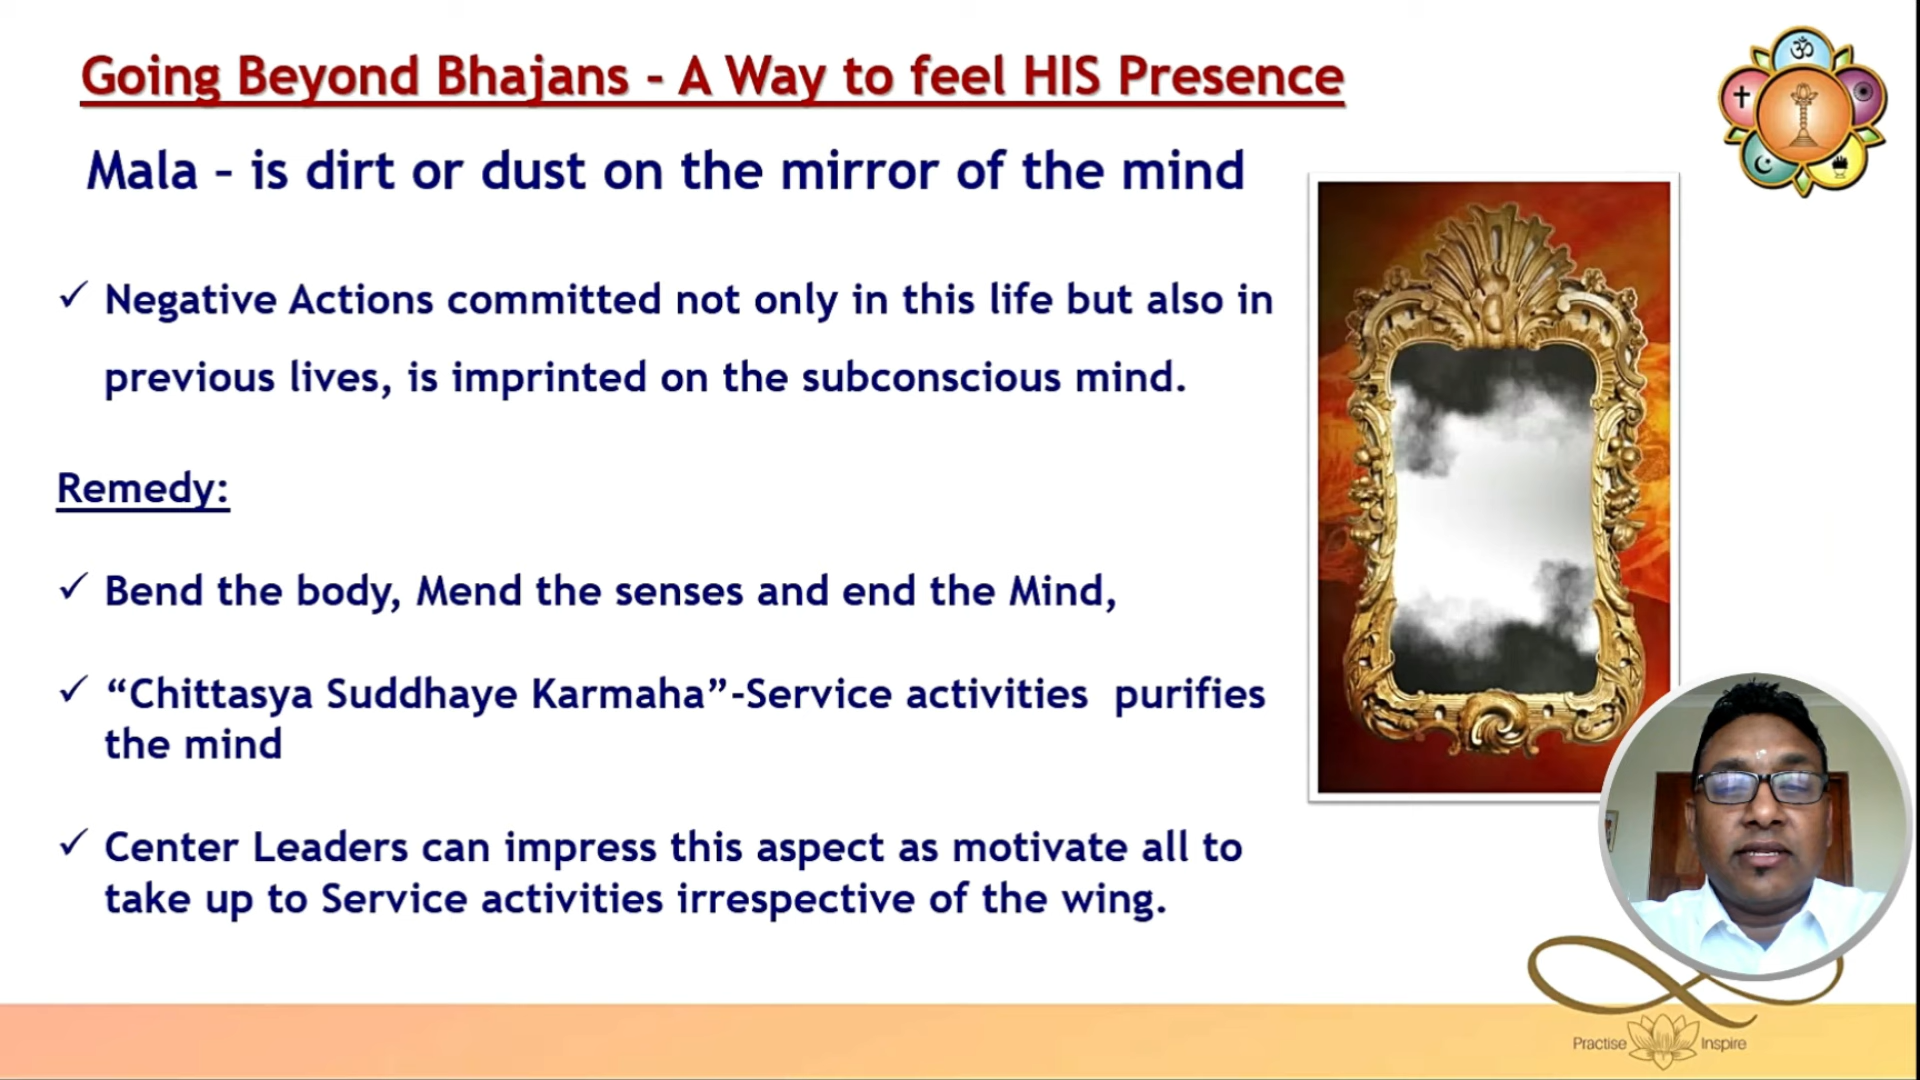 Going Beyond Bhajans - A Way to feel HIS Presence
Mala – is dirt or dust on the mirror of the mind
✓ Negative Actions committed not only in this life but also in
previous lives, is imprinted on the subconscious mind.
Remedy:
✓ Bend the body, Mend the senses and end the Mind,
✓ “Chittasya Suddhaye Karmaha”-Service activities purifies
the mind
✓ Center Leaders can impress this aspect as motivate all to
take up to Service activities irrespective of the wing.
Practise Inspire